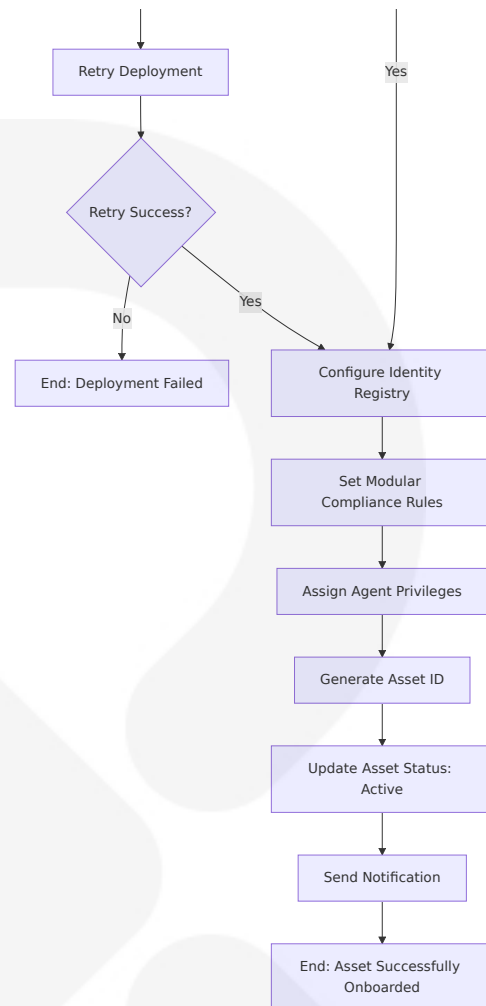 Retry Deployment
Yes
Retry Success?
Yes
No
End: Deployment Failed
Configure Identity
Registry
Set Modular
Compliance Rules
Assign Agent Privileges
Generate Asset ID
Update Asset Status:
Active
Send Notification
End: Asset Successfully
Onboarded